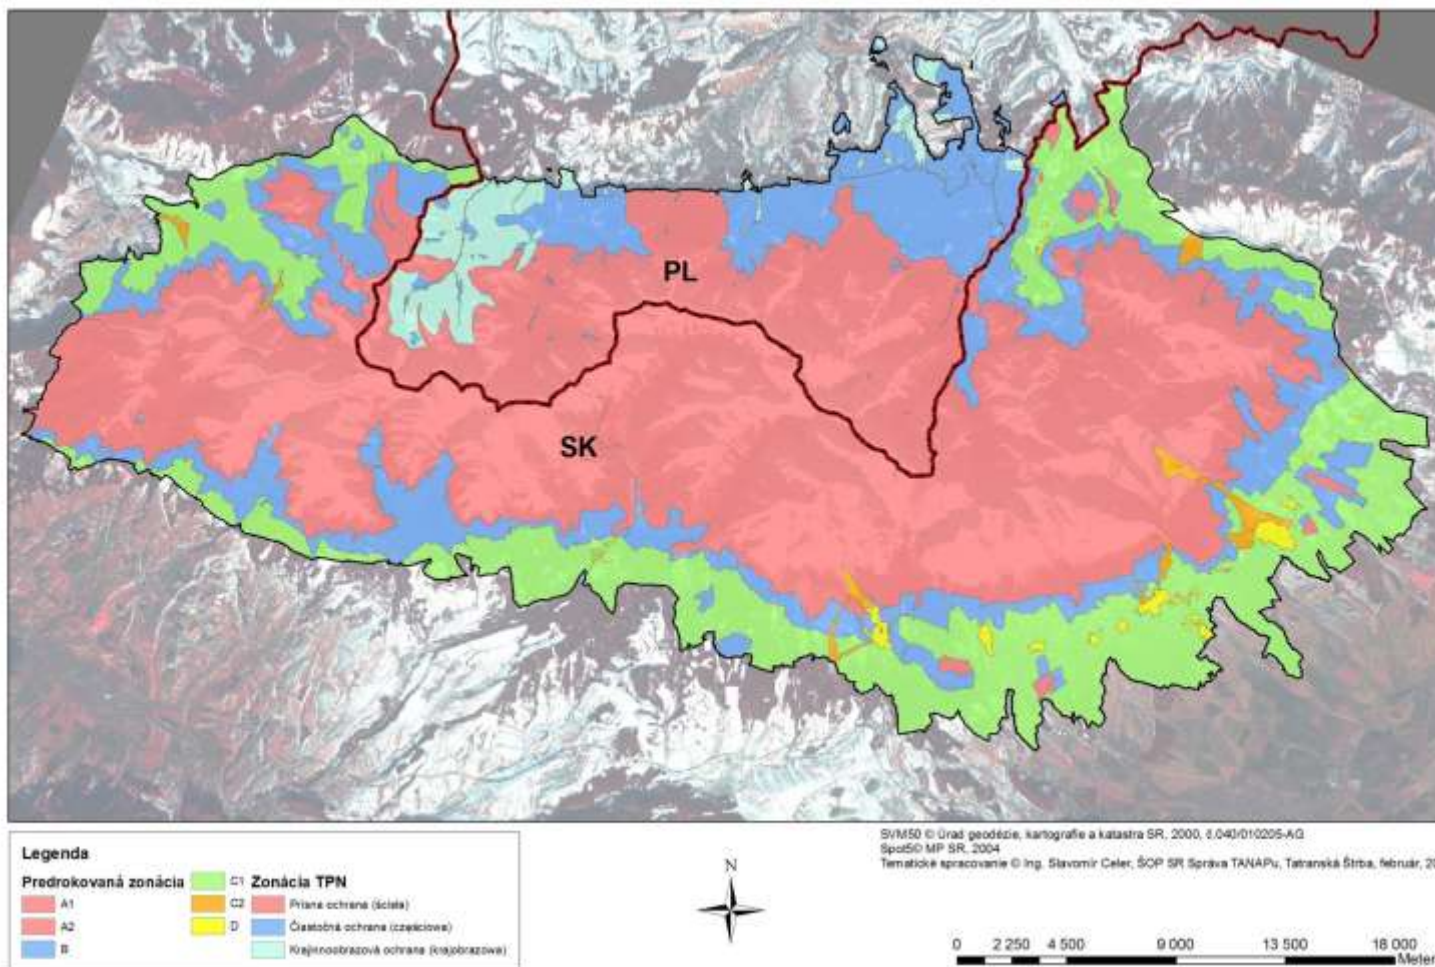 PL
SK
Legenda
Predrokovaná zonácia
A1
A2
B
C1
C2
D
Zonácia TPN
Prísna ochrana (ścisła)
Čiastočná ochrana (częściowa)
Krajinnoobrazová ochrana (krajobrazowa)
N
SVM50 © Úrad geodézie, kartografie a katastra SR, 2000, č.040/010205-AG
Spot5© MP SR, 2004
Tematické spracovanie © Ing. Slavomír Celer, ŠOP SR Správa TANAPu, Tatranská Štrba, február, 20
0 2 250 4 500 9 000 13 500 18 000
Meter